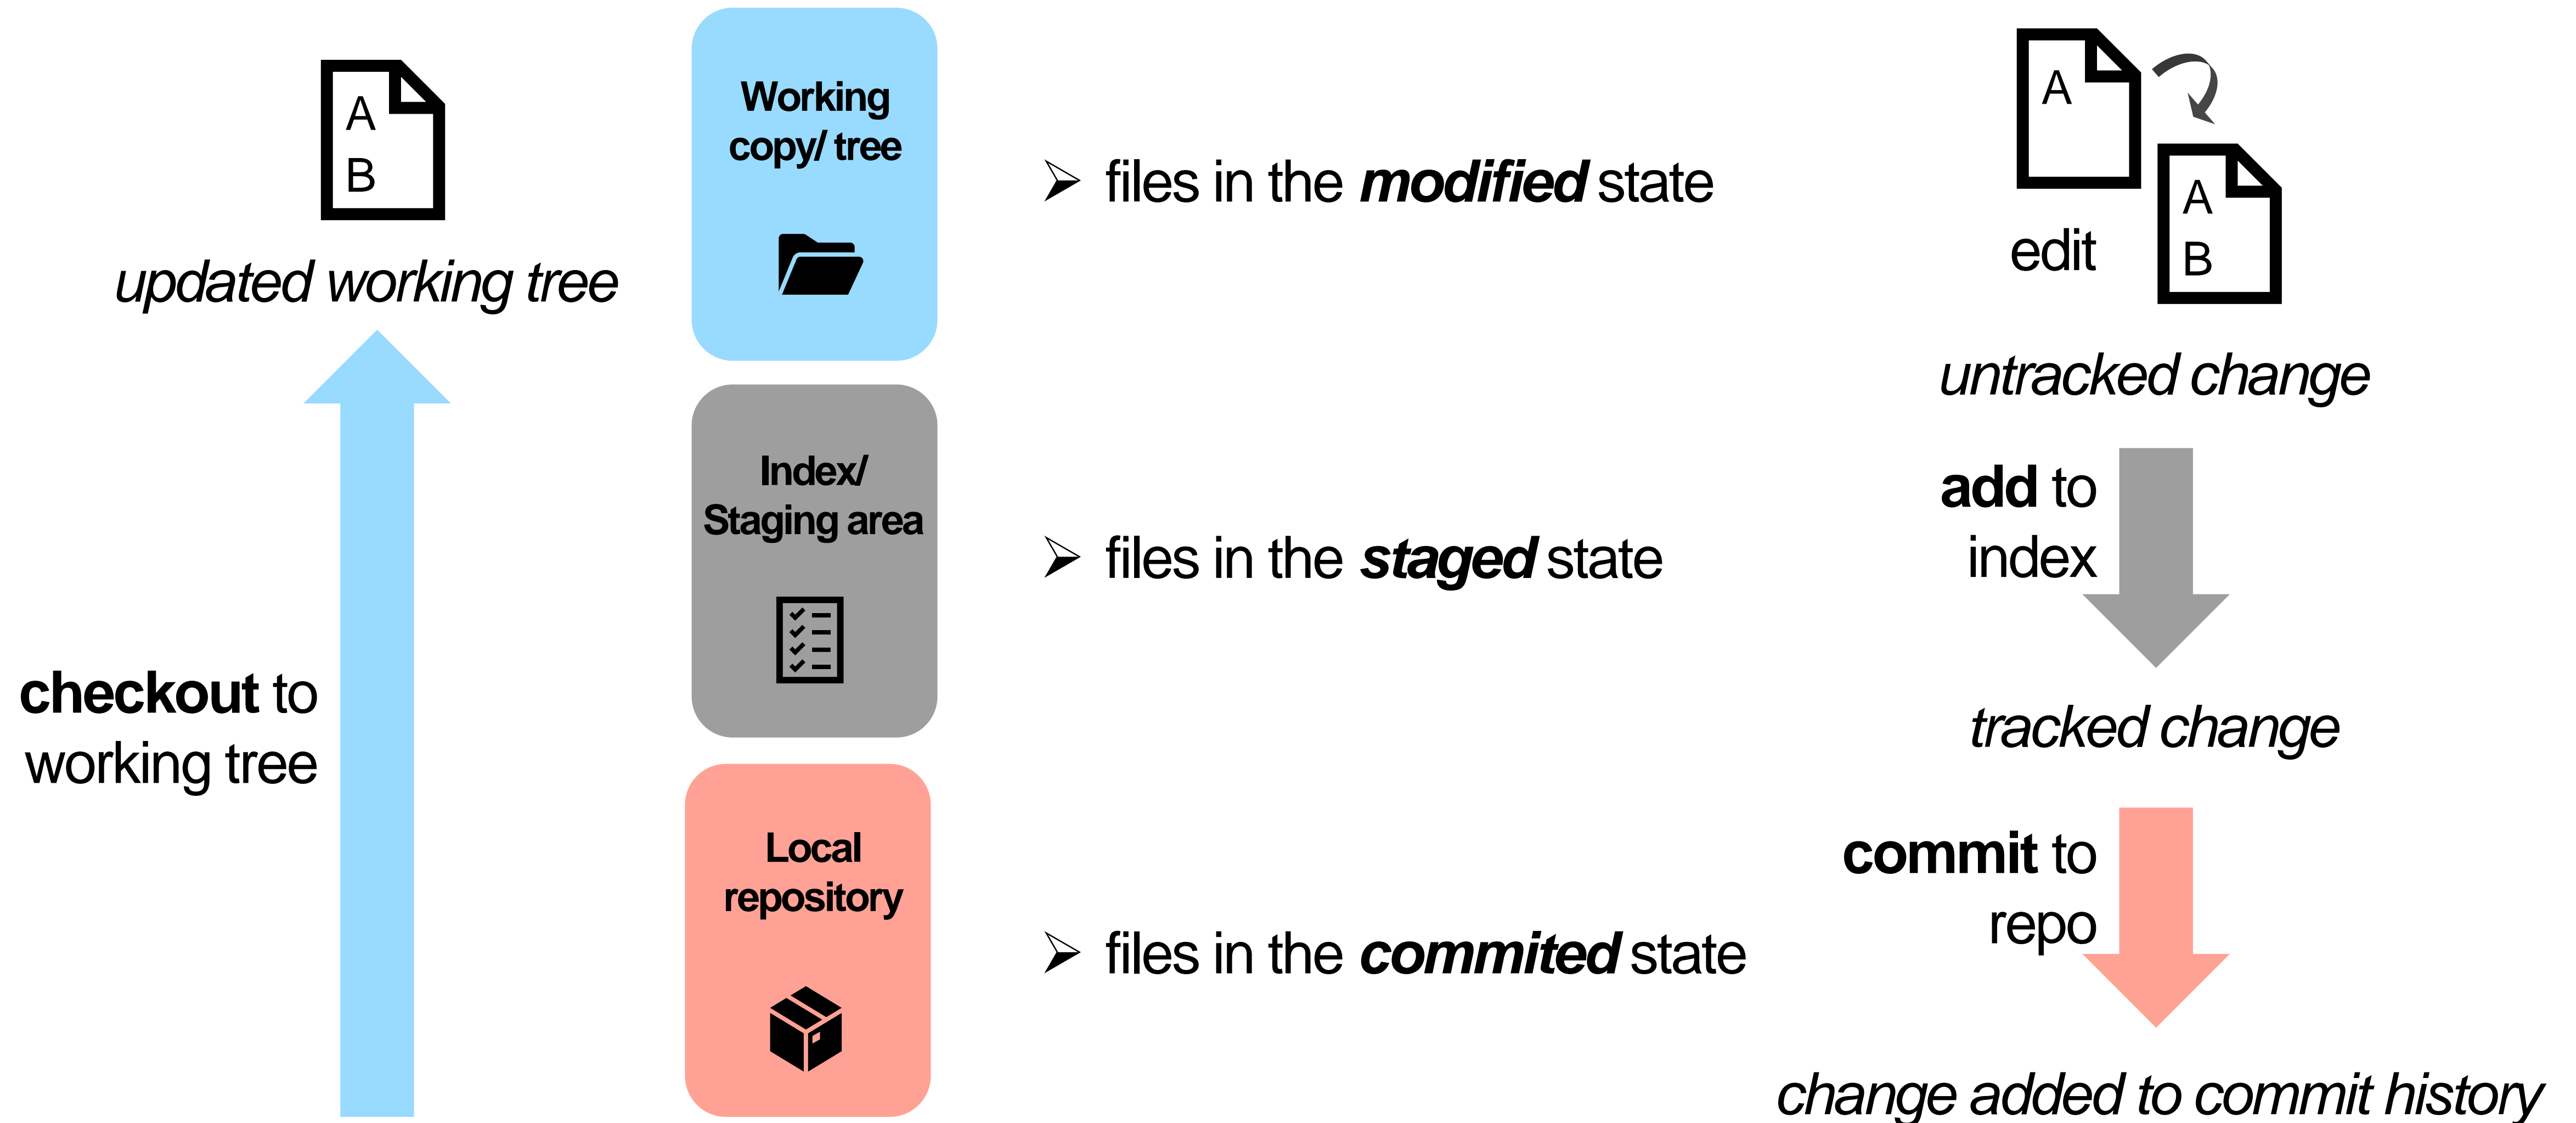 A
B
updated working tree
checkout to
working tree
Working
copy/ tree
Index/
Staging area
Local
repository
➢ files in the modified state
➢ files in the staged state
➢ files in the commited state
A
edit
A
B
untracked change
add to
index
tracked change
commit to
repo
change added to commit history